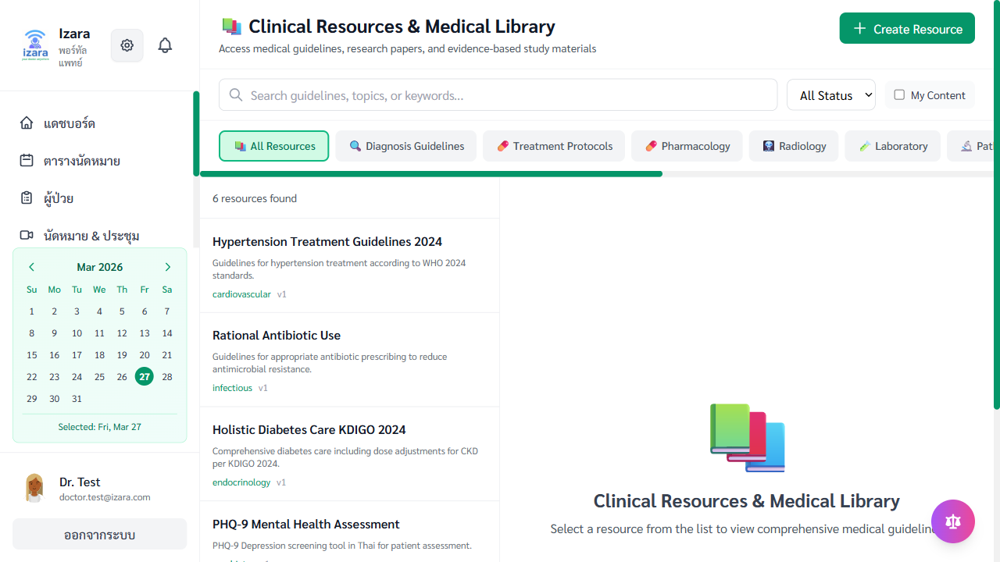 izara
Izara
พอร์ทัล
แพทย์
แดชบอร์ด
ตารางนัดหมาย
ผู้ป่วย
นัดหมาย & ประชุม
Mar 2026
Su Mo Tu We Th Fr Sa
1 2 3 4 5 6 7
8 9 10 11 12 13 14
15 16 17 18 19 20 21
22 23 24 25 26 27 28
29 30 31
Selected: Fri, Mar 27
Dr. Test
doctor.test@izara.com
ออกจากระบบ
Clinical Resources & Medical Library
Access medical guidelines, research papers, and evidence-based study materials
Create Resource
Search guidelines, topics, or keywords...
All Status
My Content
All Resources
Diagnosis Guidelines
Treatment Protocols
Pharmacology
Radiology
Laboratory
6 resources found
Hypertension Treatment Guidelines 2024
Guidelines for hypertension treatment according to WHO 2024
standards.
cardiovascular v1
Rational Antibiotic Use
Guidelines for appropriate antibiotic prescribing to reduce
antimicrobial resistance.
infectious v1
Holistic Diabetes Care KDIGO 2024
Comprehensive diabetes care including dose adjustments for CKD
per KDIGO 2024.
endocrinology v1
PHQ-9 Mental Health Assessment
PHQ-9 Depression screening tool in Thai for patient assessment.
Clinical Resources & Medical Library
Select a resource from the list to view comprehensive medical